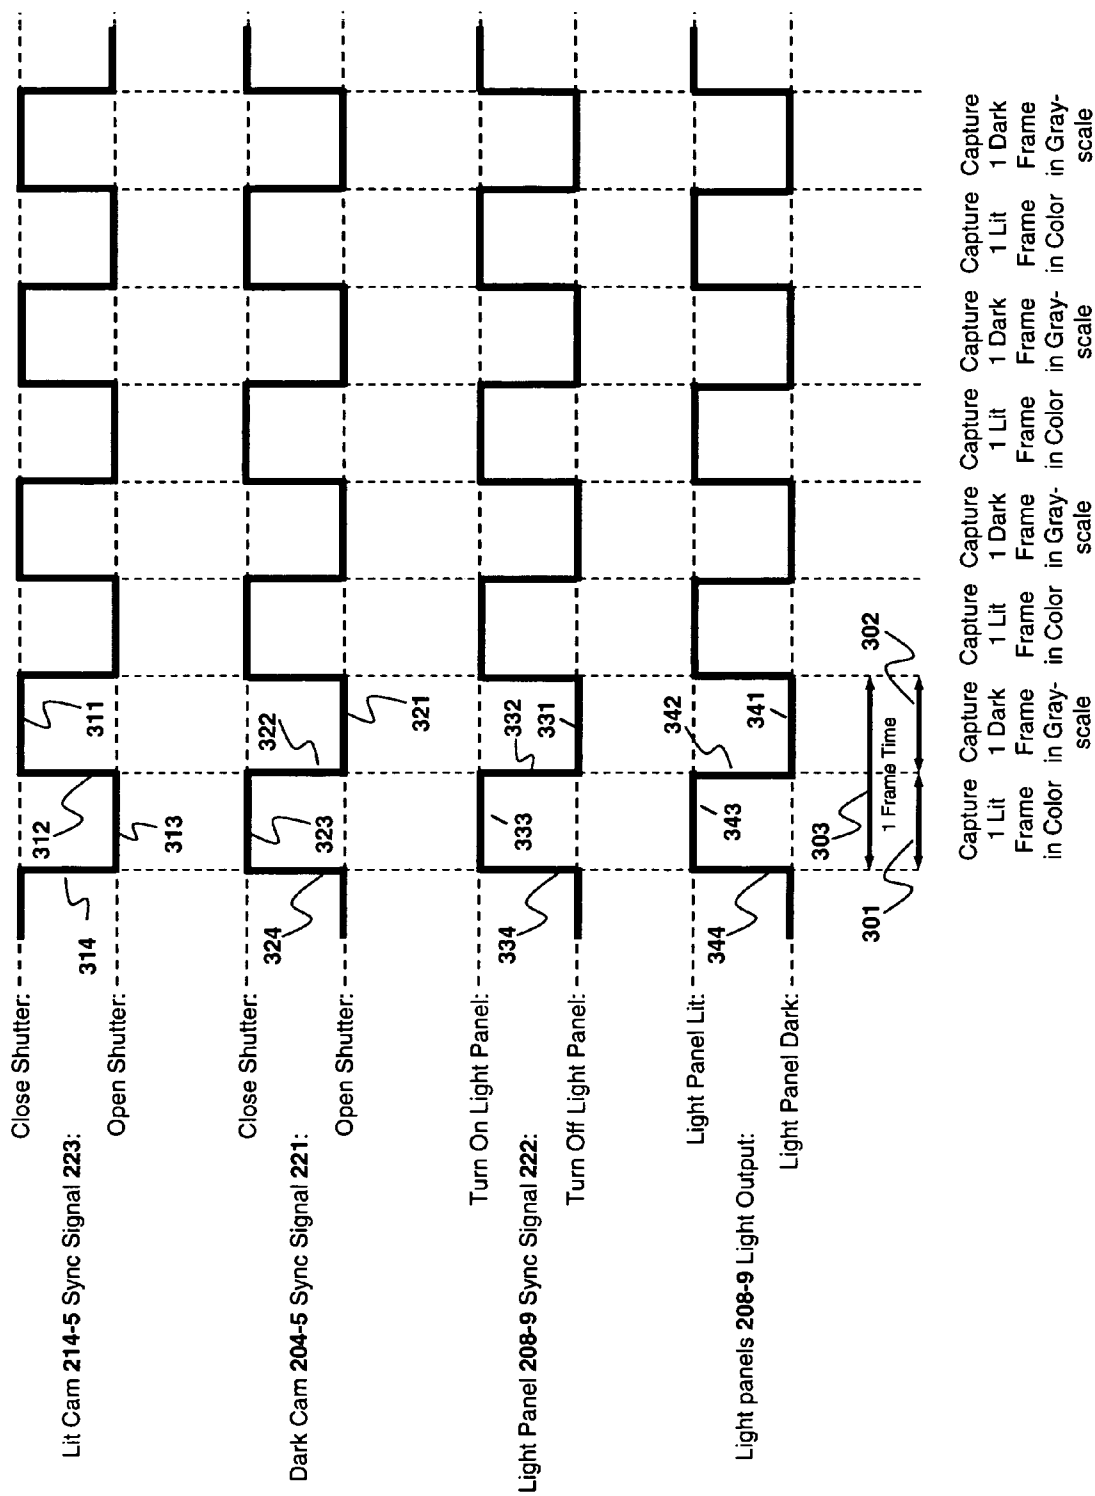 Lit Cam 214-5 Sync Signal 223:
Close Shutter:
Open Shutter:
314
312
313
311
Dark Cam 204-5 Sync Signal 221:
Close Shutter:
Open Shutter:
324
323
322
321
Light Panel 208-9 Sync Signal 222:
Turn On Light Panel:
Turn Off Light Panel:
334
333
332
331
Light panels 208-9 Light Output:
Light Panel Lit:
Light Panel Dark:
344
343
342
341
303
1 Frame Time
301
302
Capture
1 Lit
Frame
in Color
Capture
1 Dark
Frame
in Gray-
scale
Capture
1 Lit
Frame
in Color
Capture
1 Dark
Frame
in Gray-
scale
Capture
1 Lit
Frame
in Color
Capture
1 Dark
Frame
in Gray-
scale
Capture
1 Lit
Frame
in Color
Capture
1 Dark
Frame
in Gray-
scale